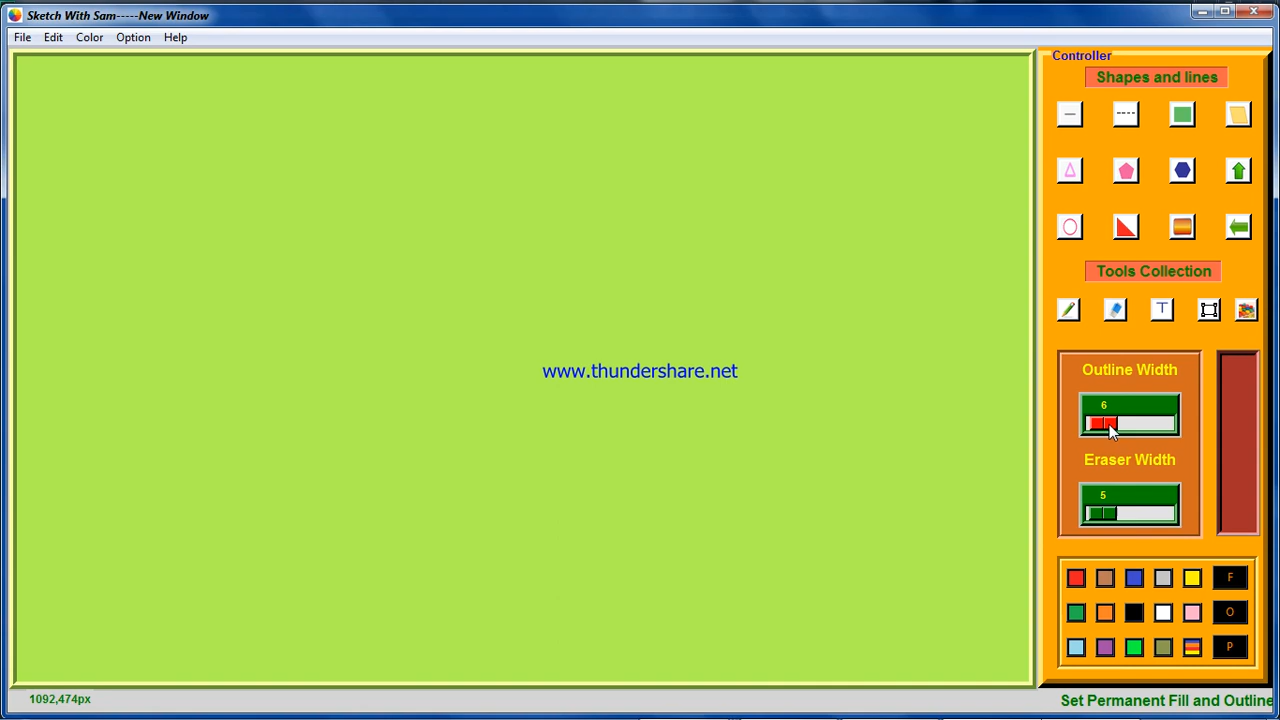 Sketch With Sam-----New Window
File Edit Color Option Help
Controller
Shapes and lines
Tools Collection
T
Outline Width
6
www.thundershare.net
Eraser Width
5
F
O
P
1092,474px
Set Permanent Fill and Outline